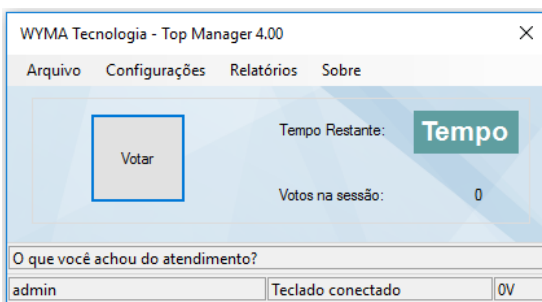 WYMA Tecnologia - Top Manager 4.00
Arquivo Configurações Relatórios Sobre
Votar
Tempo Restante: Tempo
Votos na sessão: 0
O que você achou do atendimento?
admin Teclado conectado 0V